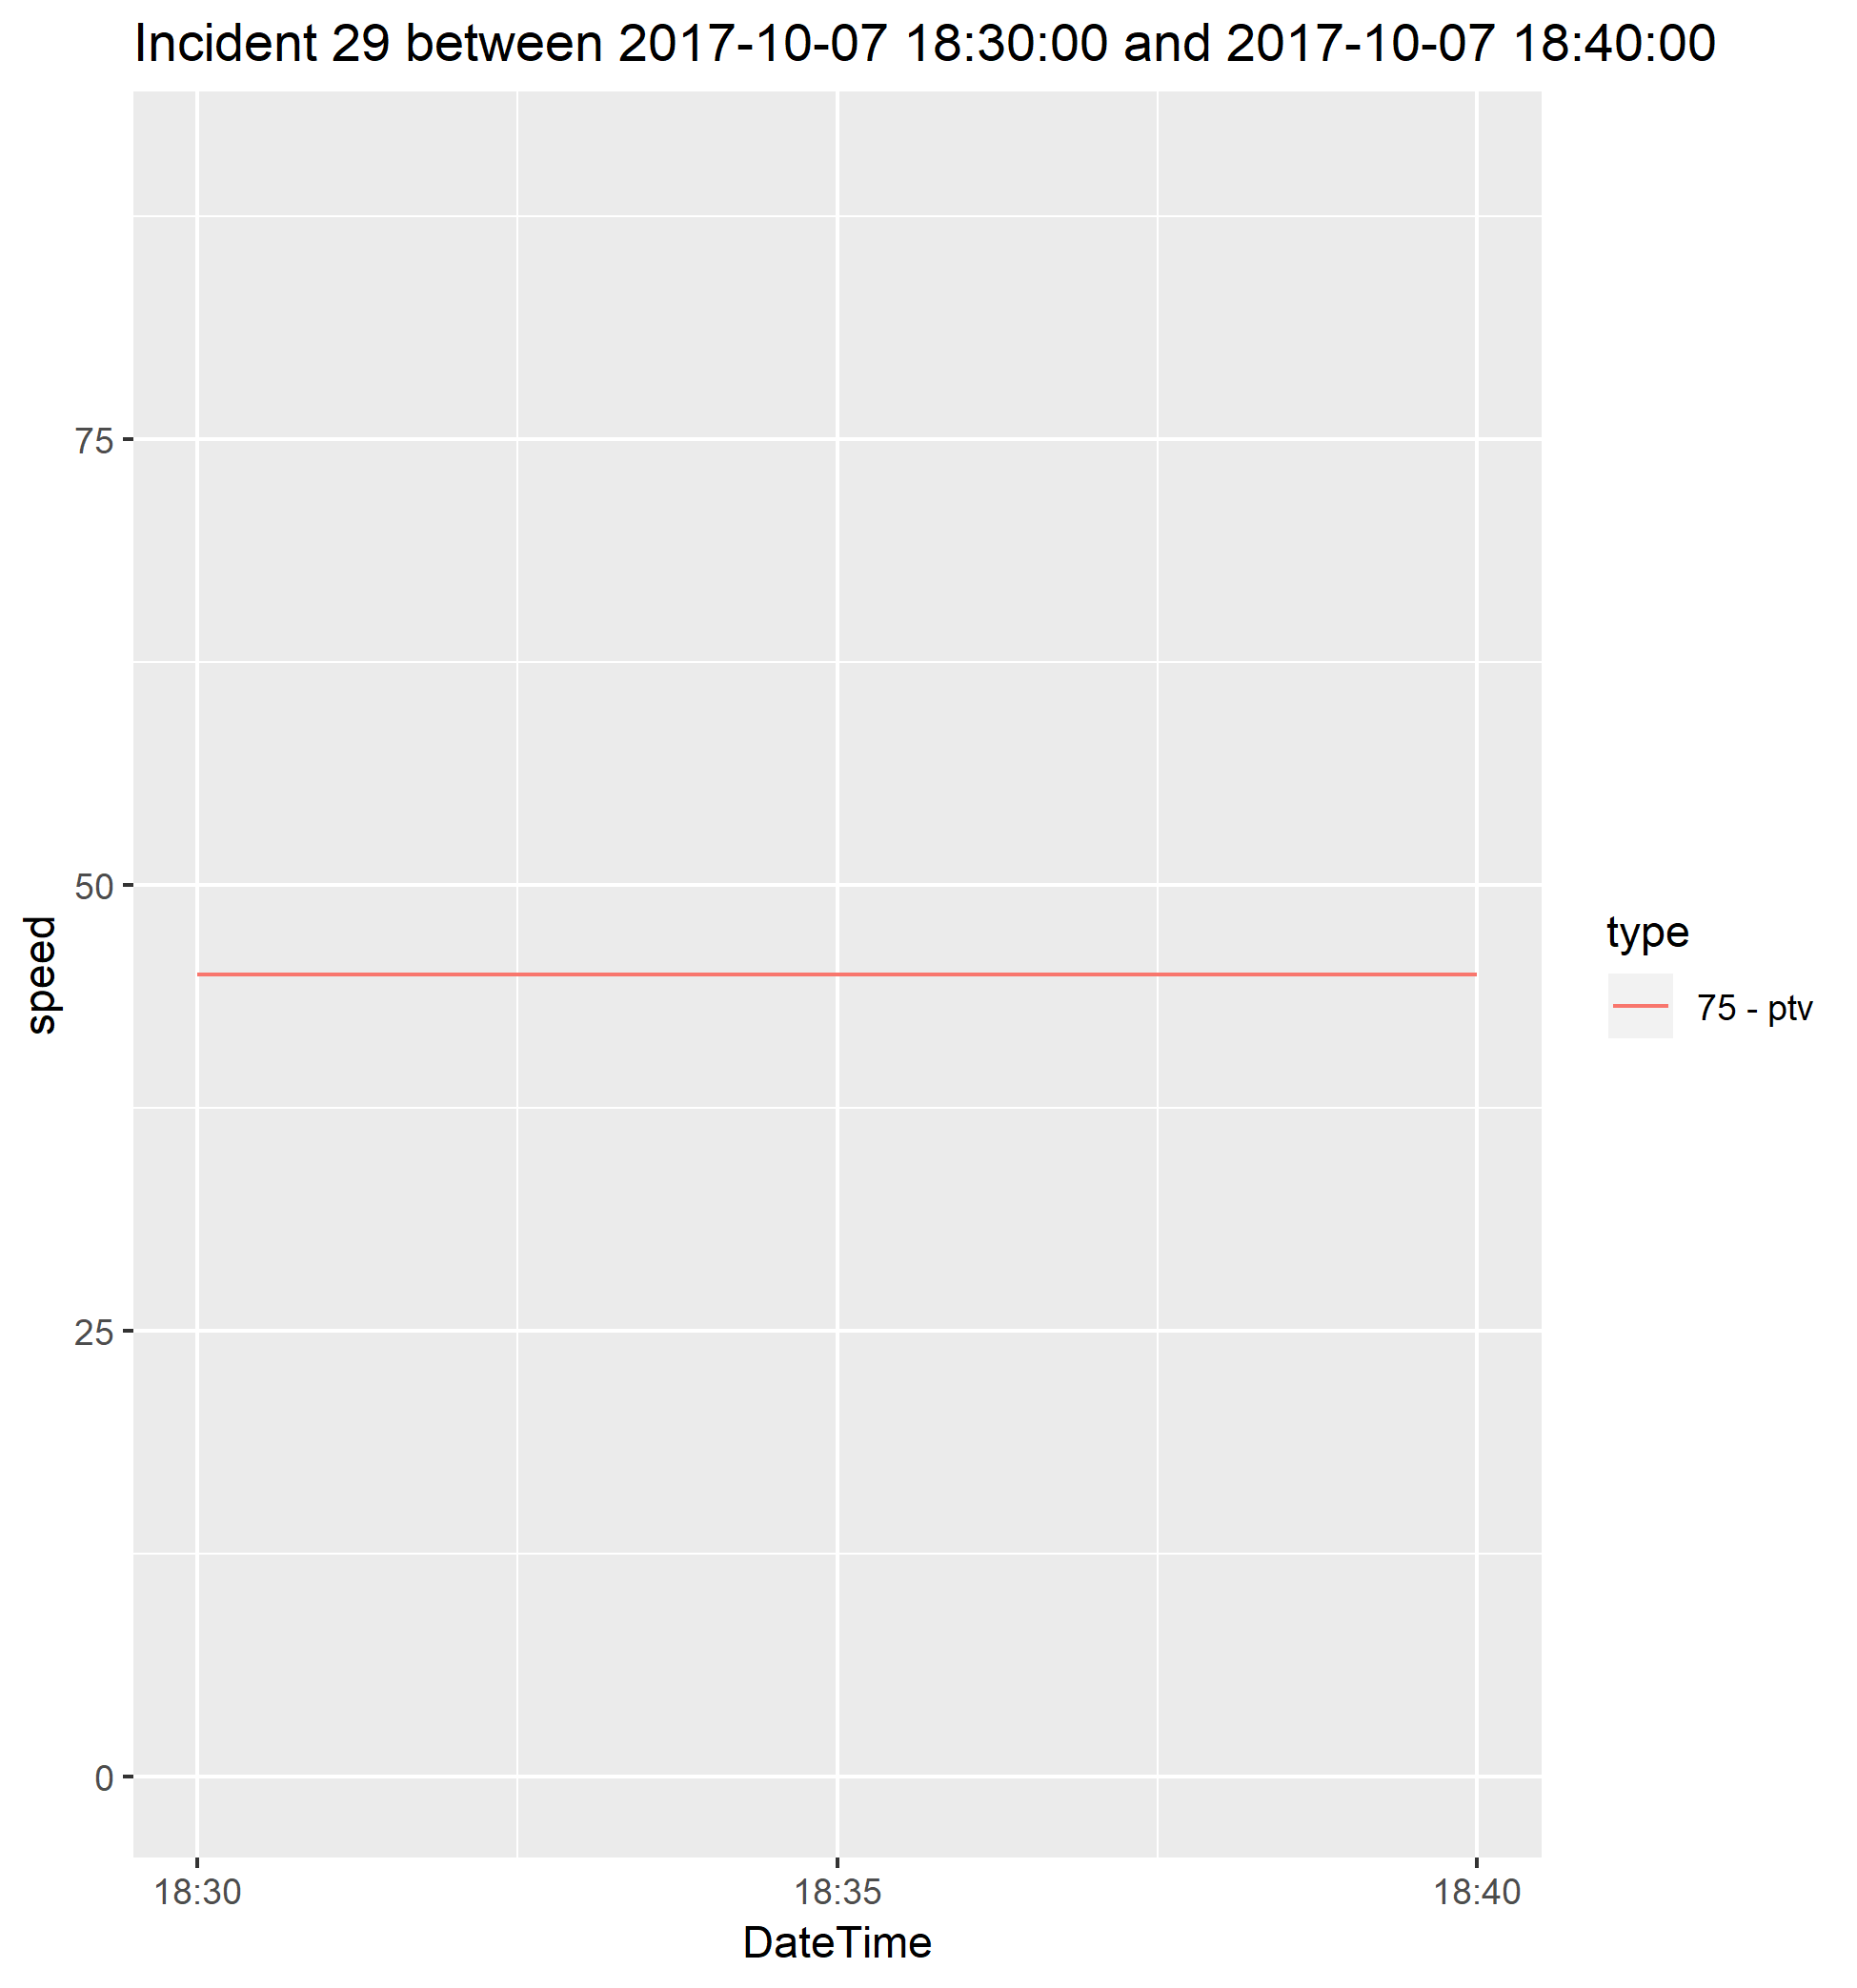 Incident 29 between 2017-10-07 18:30:00 and 2017-10-07 18:40:00
75
50
25
0
speed
18:30 18:35 18:40
DateTime
type
75 - ptv